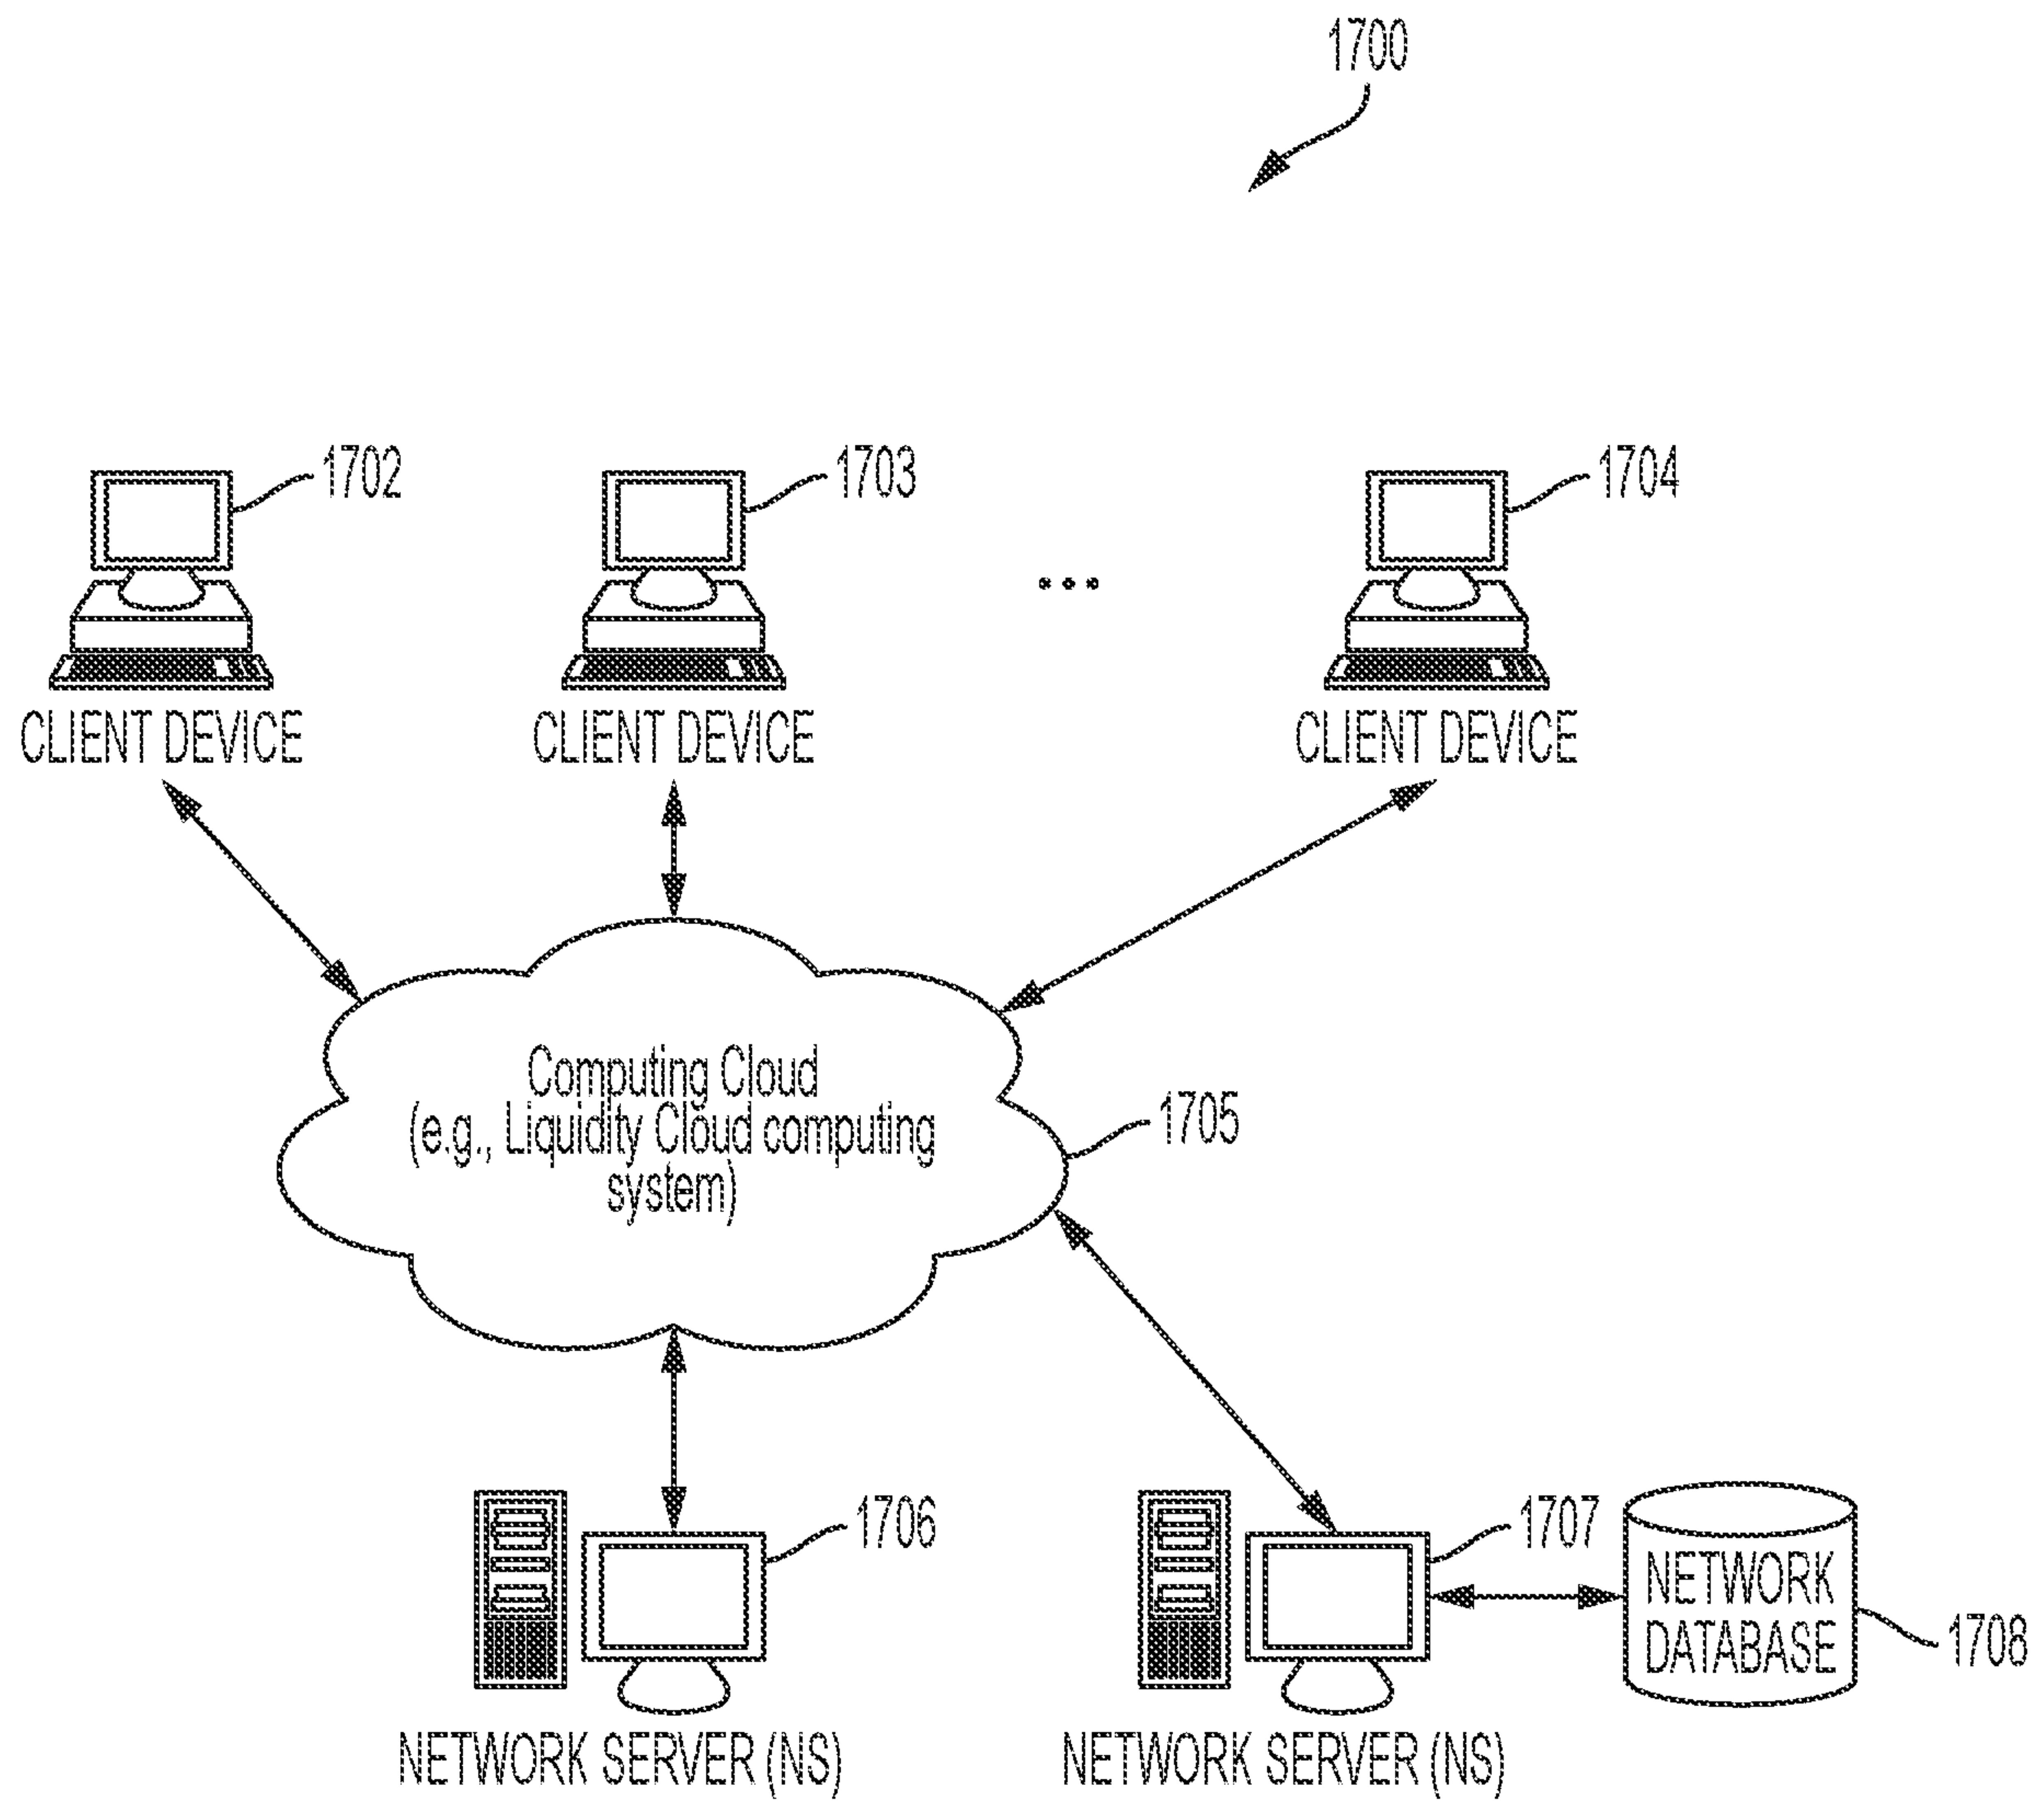 1700
1702
1703
1704
...
CLIENT DEVICE
CLIENT DEVICE
CLIENT DEVICE
Computing Cloud
(e.g., Liquidity Cloud computing
system)
1705
1706
1707
NETWORK
DATABASE
1708
NETWORK SERVER (NS)
NETWORK SERVER (NS)